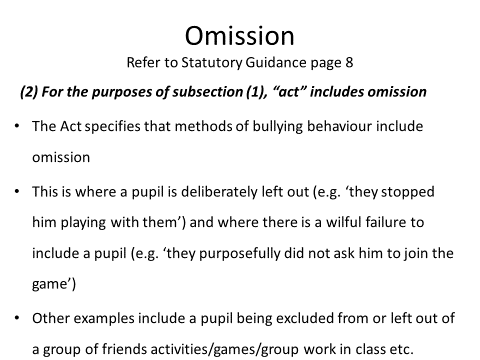 Omission
Refer to Statutory Guidance page 8
(2) For the purposes of subsection (1), “act” includes omission
• The Act specifies that methods of bullying behaviour include
omission
• This is where a pupil is deliberately left out (e.g. ‘they stopped
him playing with them’) and where there is a wilful failure to
include a pupil (e.g. ‘they purposefully did not ask him to join the
game’)
• Other examples include a pupil being excluded from or left out of
a group of friends activities/games/group work in class etc.